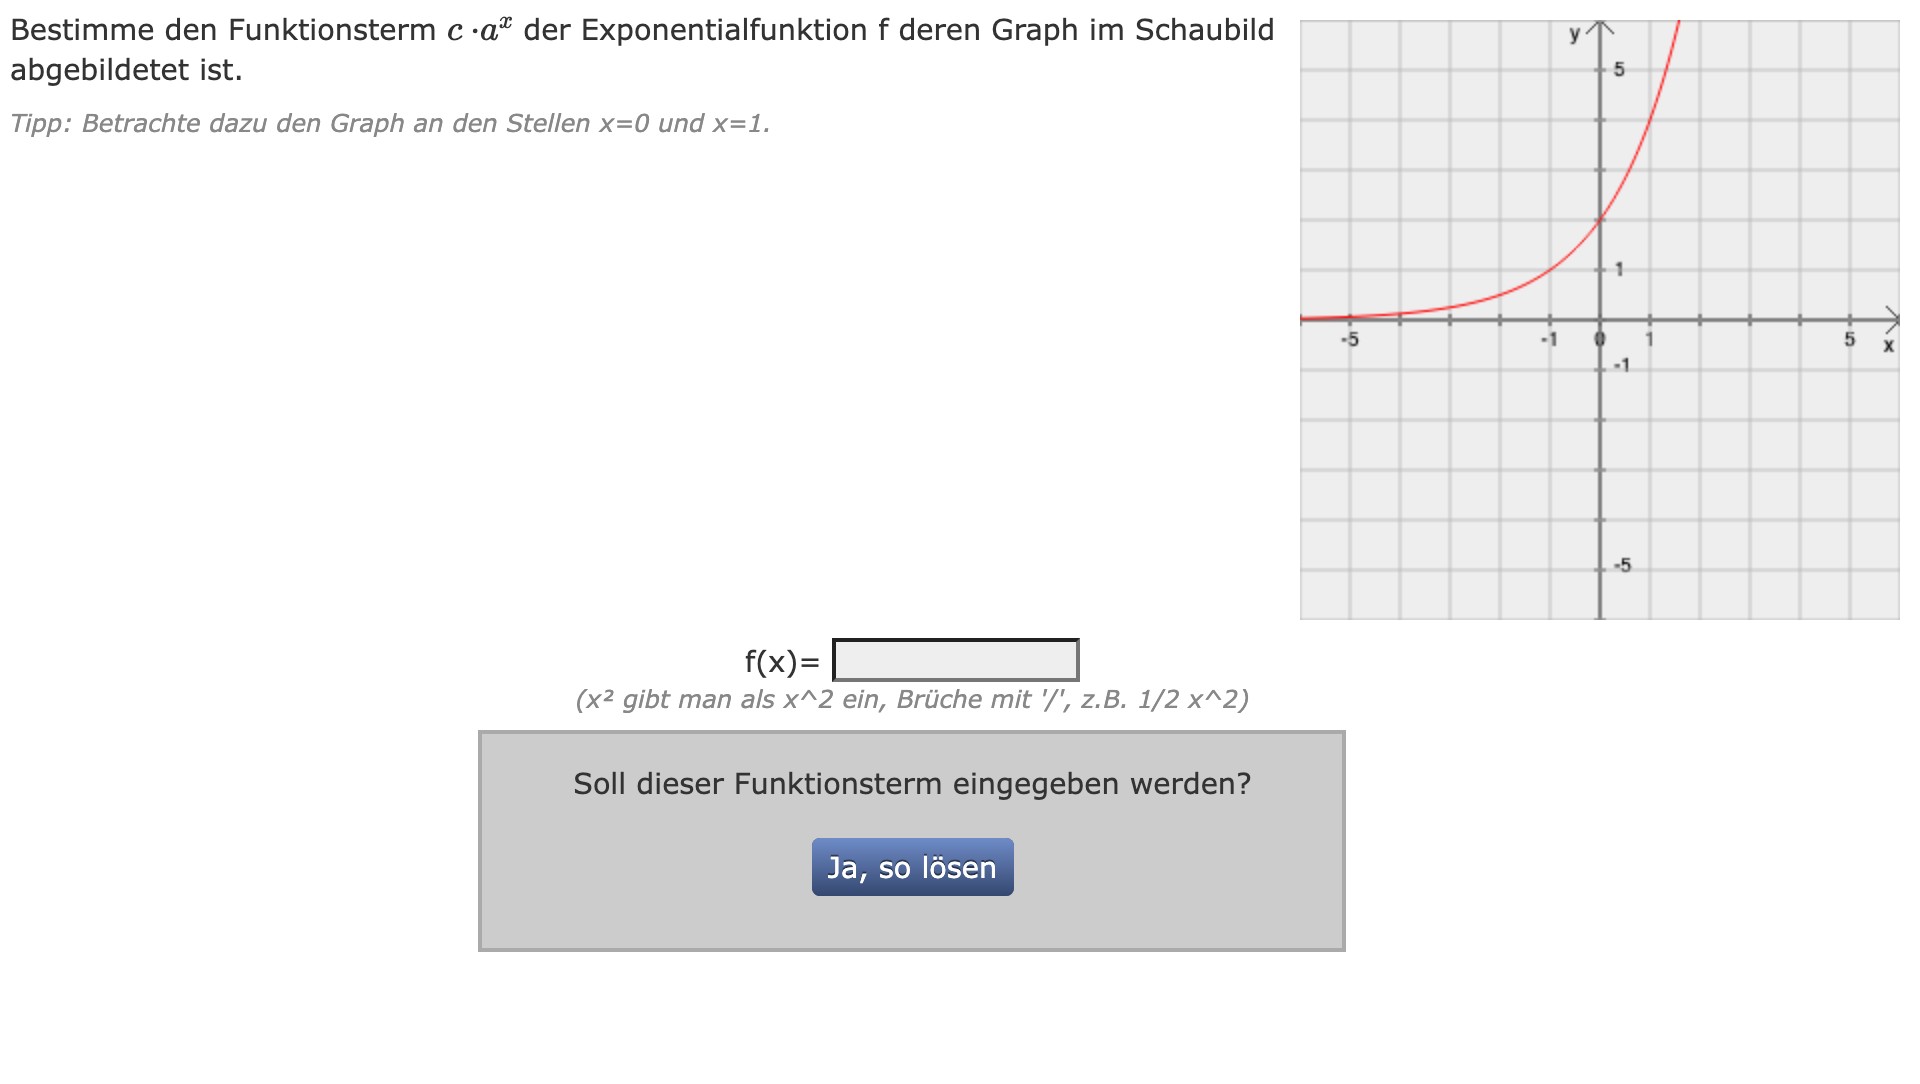 Bestimme den Funktionsterm c · aˣ der Exponentialfunktion f deren Graph im Schaubild
abgebildetet ist.
Tipp: Betrachte dazu den Graph an den Stellen x=0 und x=1.
y
5
1
-5
-1
0
1
5
x
-1
-5
f(x)=
(x² gibt man als x^2 ein, Brüche mit '/', z.B. 1/2 x^2)
Soll dieser Funktionsterm eingegeben werden?
Ja, so lösen